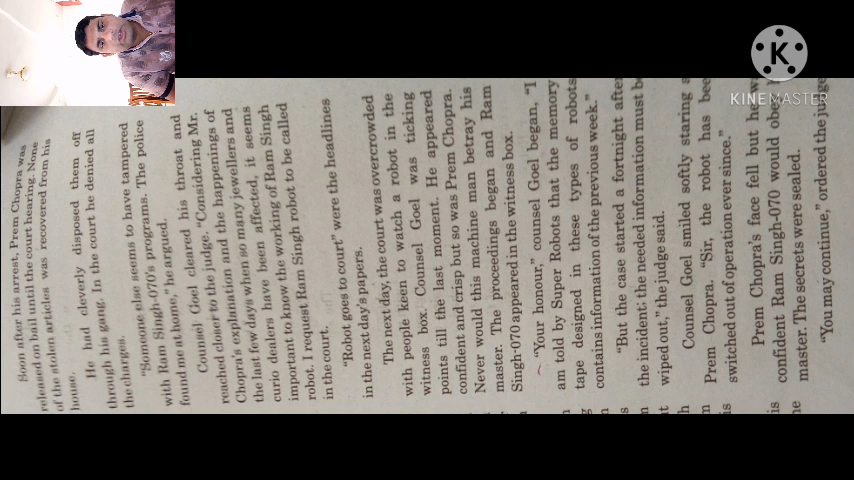 Soon after his arrest, Prem Chopra was
released on bail until the court hearing. None
of the stolen articles was recovered from his
house.
He had cleverly disposed them off
through his gang. In the court he denied all
the charges.
"Someone else seems to have tampered
with Ram Singh-070's programs. The police
found me at home," he argued.
Counsel Goel cleared his throat and
reached closer to the judge. "Considering Mr.
Chopra's explanation and the happenings of
the last few days when so many jewellers and
curio dealers have been affected, it seems
important to know the working of Ram Singh
robot. I request Ram Singh robot to be called
in the court.
"Robot goes to court" were the headlines
in the next day's papers.
The next day, the court was overcrowded
with people keen to watch a robot in the
witness box. Counsel Goel was ticking
points till the last moment. He appeared
confident and crisp but so was Prem Chopra.
Never would this machine man betray his
master. The proceedings began and Ram
Singh-070 appeared in the witness box.
"Your honour," counsel Goel began, "I
am told by Super Robots that the memory
tape designed in these types of robots
contains information of the previous week."
"But the case started a fortnight after
the incident; the needed information must be
wiped out," the judge said.
Counsel Goel smiled softly staring
Prem Chopra. "Sir, the robot has been
switched out of operation ever since."
Prem Chopra's face fell but he
confident Ram Singh-070 would obey
master. The secrets were sealed.
"You may continue," ordered the judge
KINEMASTER